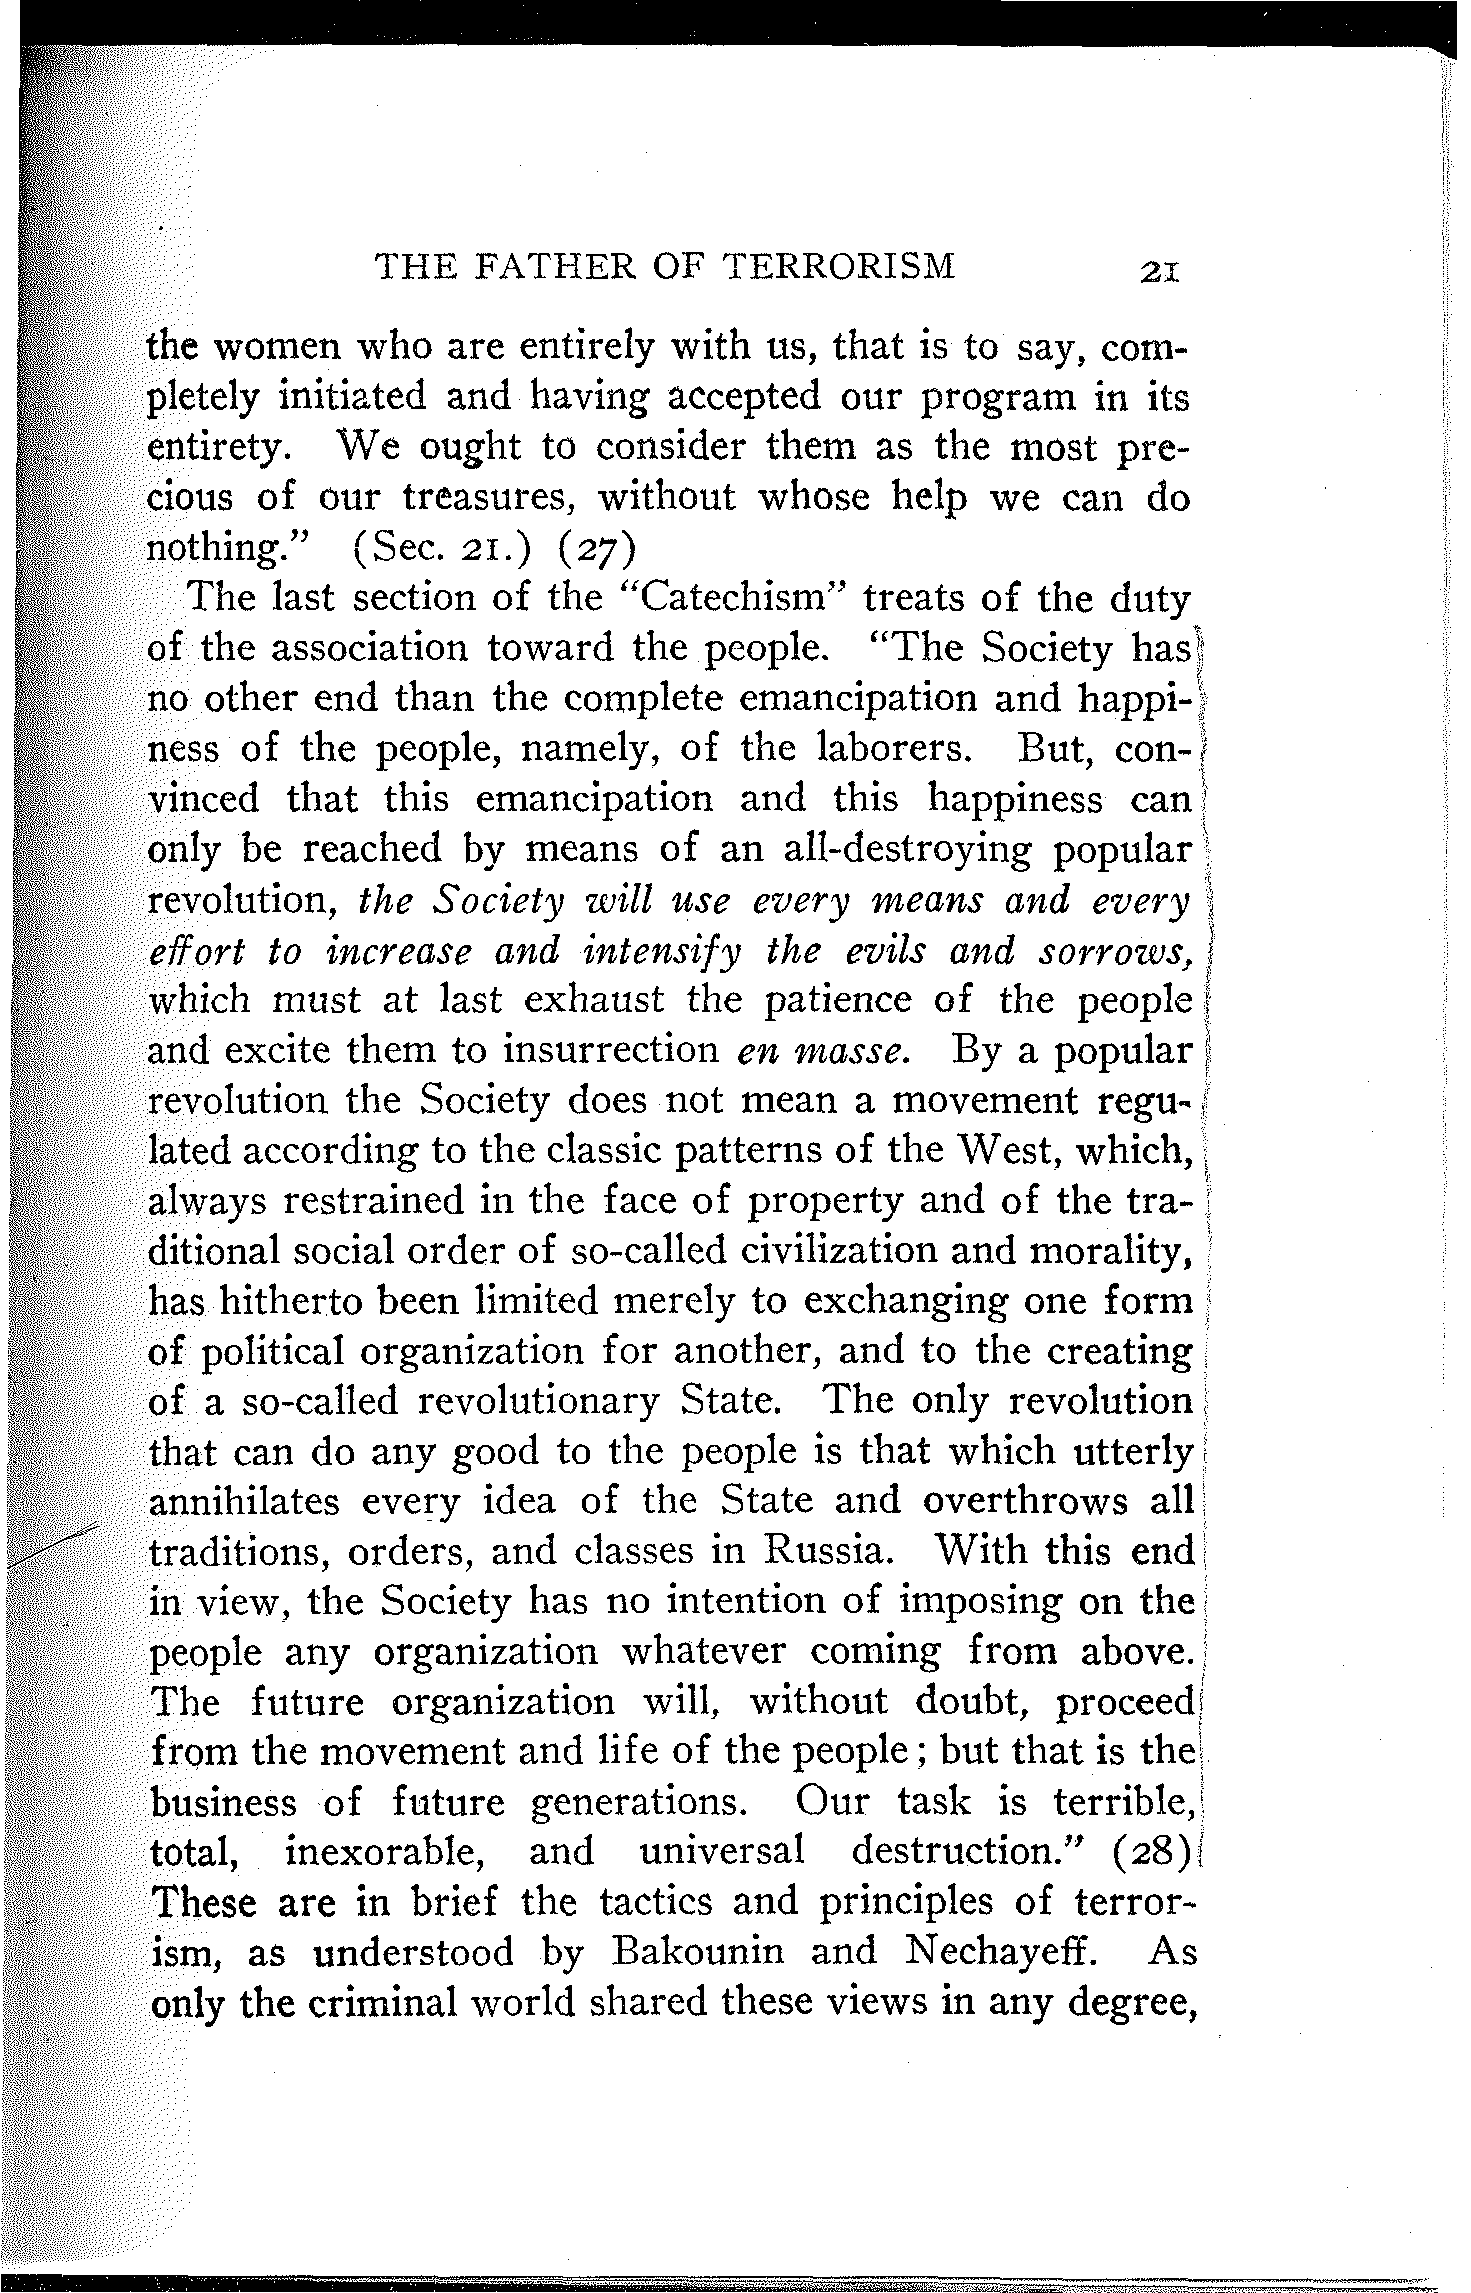 THE FATHER OF TERRORISM 21
the women who are entirely with us, that is to say, com-
pletely initiated and having accepted our program in its
entirety. We ought to consider them as the most pre-
cious of our treasures, without whose help we can do
nothing.” (Sec. 21.) (27)
The last section of the “Catechism” treats of the duty
of the association toward the people. “The Society has
no other end than the complete emancipation and happi-
ness of the people, namely, of the laborers. But, con-
vinced that this emancipation and this happiness can
only be reached by means of an all-destroying popular
revolution, the Society will use every means and every
effort to increase and intensify the evils and sorrows,
which must at last exhaust the patience of the people
and excite them to insurrection en masse. By a popular
revolution the Society does not mean a movement regu-
lated according to the classic patterns of the West, which,
always restrained in the face of property and of the tra-
ditional social order of so-called civilization and morality,
has hitherto been limited merely to exchanging one form
of political organization for another, and to the creating
of a so-called revolutionary State. The only revolution
that can do any good to the people is that which utterly
annihilates every idea of the State and overthrows all
traditions, orders, and classes in Russia. With this end
in view, the Society has no intention of imposing on the
people any organization whatever coming from above.
The future organization will, without doubt, proceed
from the movement and life of the people; but that is the
business of future generations. Our task is terrible,
total, inexorable, and universal destruction.” (28)
These are in brief the tactics and principles of terror-
ism, as understood by Bakounin and Nechayeff. As
only the criminal world shared these views in any degree,